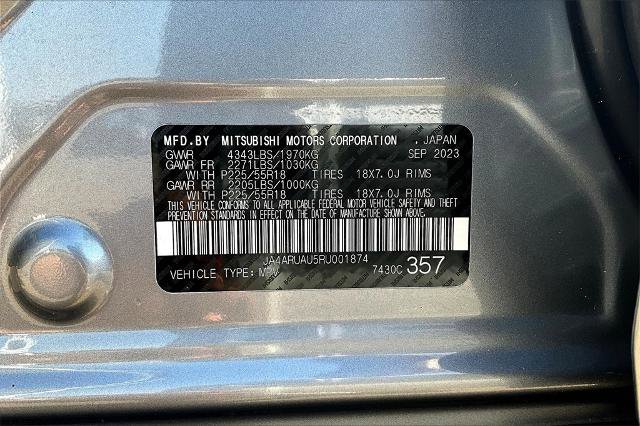 MFD.BY MITSUBISHI MOTORS CORPORATION , JAPAN
GVWR 4343LBS/1970KG SEP 2023
GAWR FR 2271LBS/1030KG
WITH P225/55R18 TIRES 18X7.0J RIMS
GAWR RR 2205LBS/1000KG
WITH P225/55R18 TIRES 18X7.0J RIMS
THIS VEHICLE CONFORMS TO ALL APPLICABLE FEDERAL MOTOR VEHICLE SAFETY AND THEFT
PREVENTION STANDARDS IN EFFECT ON THE DATE OF MANUFACTURE SHOWN ABOVE.
JA4ARUAU5RU001874
VEHICLE TYPE: MPV 7430C 357